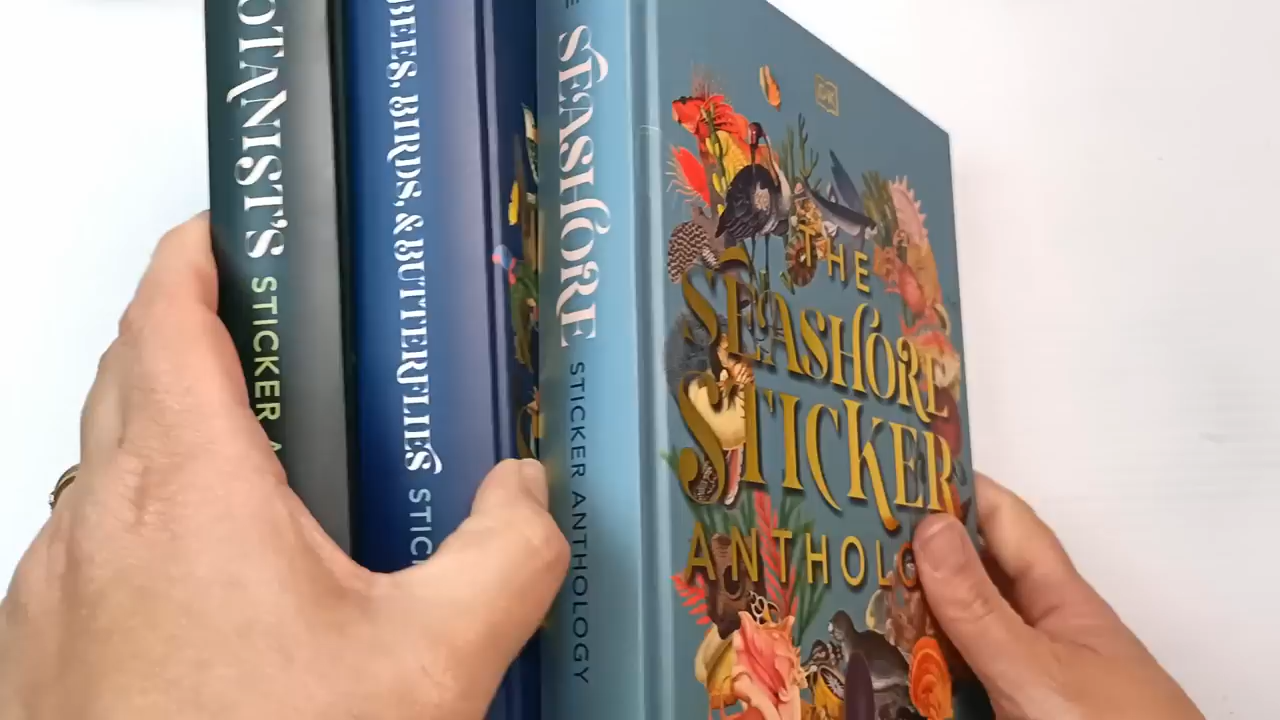 OTANIST'S STICKER A
BEES, BIRDS, & BUTTERFLIES STIC
SEASHORE STICKER ANTHOLOGY
DK
THE
SEASHORE
STICKER
ANTHOLO